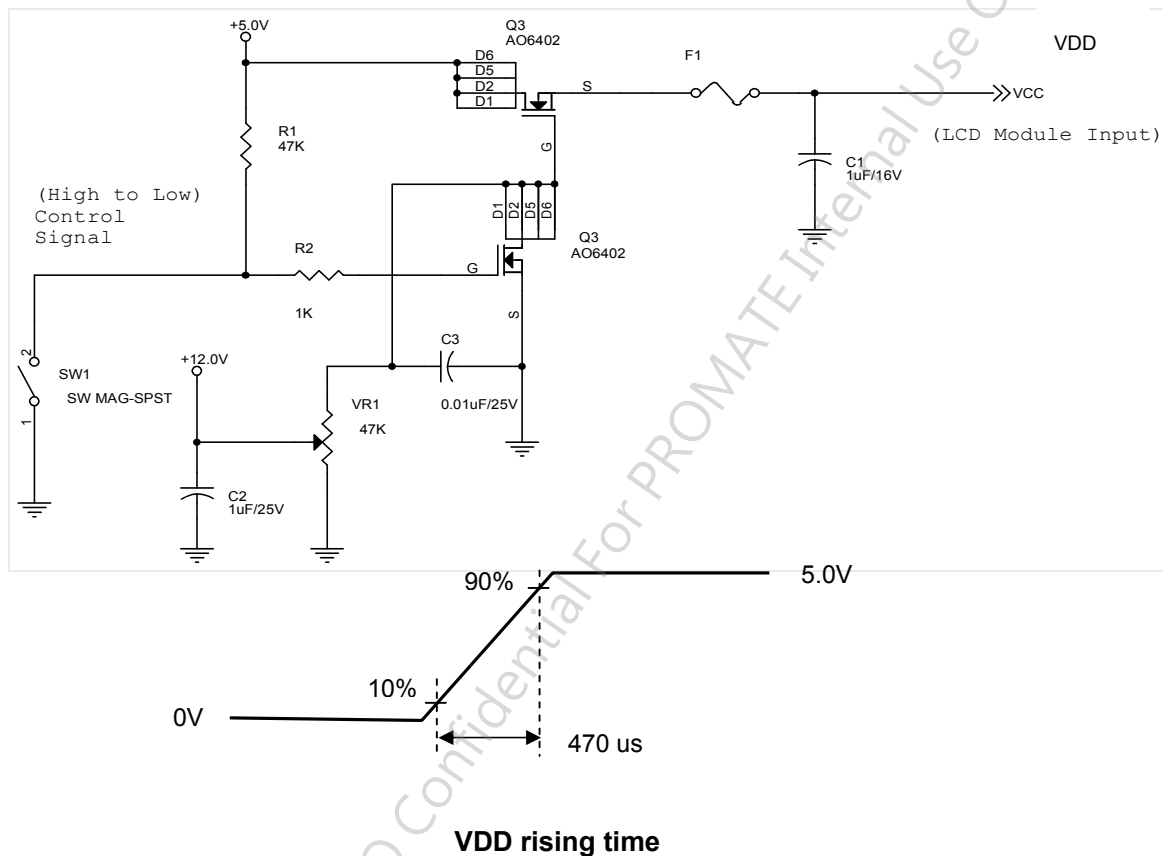 +5.0V
Q3
AO6402
VDD
D6
D5
D2
D1
S
F1
VCC
(LCD Module Input)
R1
47K
G
C1
1uF/16V
(High to Low)
Control
Signal
D1
D2
D5
D6
Q3
AO6402
R2
G
1K
S
C3
+12.0V
2
SW1
SW MAG-SPST
1
VR1
47K
0.01uF/25V
C2
1uF/25V
90%
5.0V
10%
0V
470 us
VDD rising time
Confidential For PROMATE Internal Use